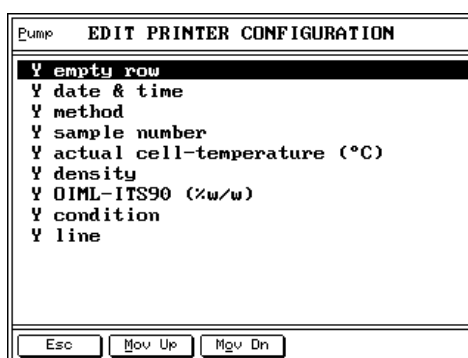 Pump EDIT PRINTER CONFIGURATION
Y empty row
Y date & time
Y method
Y sample number
Y actual cell-temperature (°C)
Y density
Y OIML-ITS90 (%w/w)
Y condition
Y line
Esc Mov Up Mov Dn